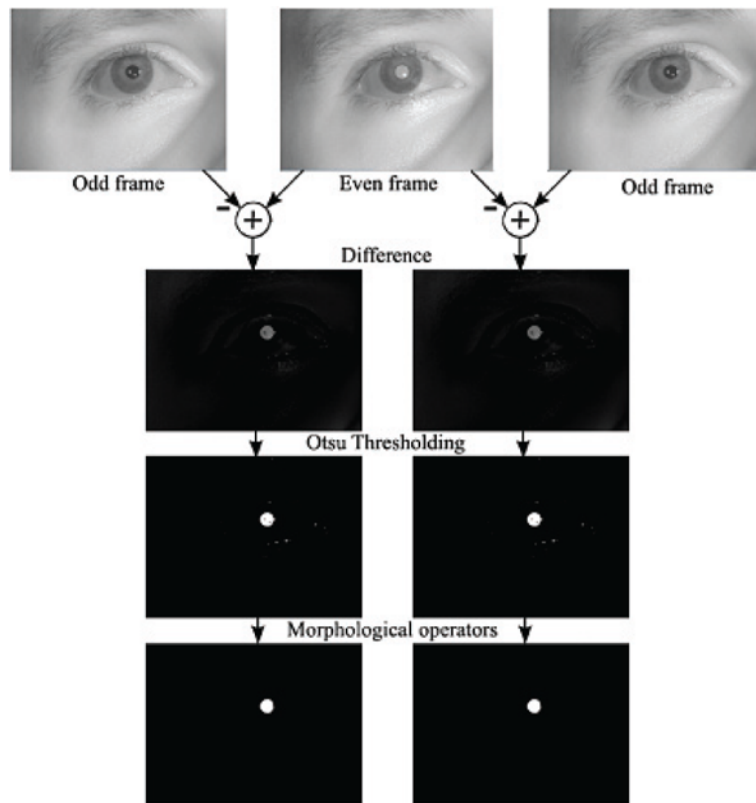 Odd frame
Even frame
Odd frame
-
+
-
+
Difference
Otsu Thresholding
Morphological operators